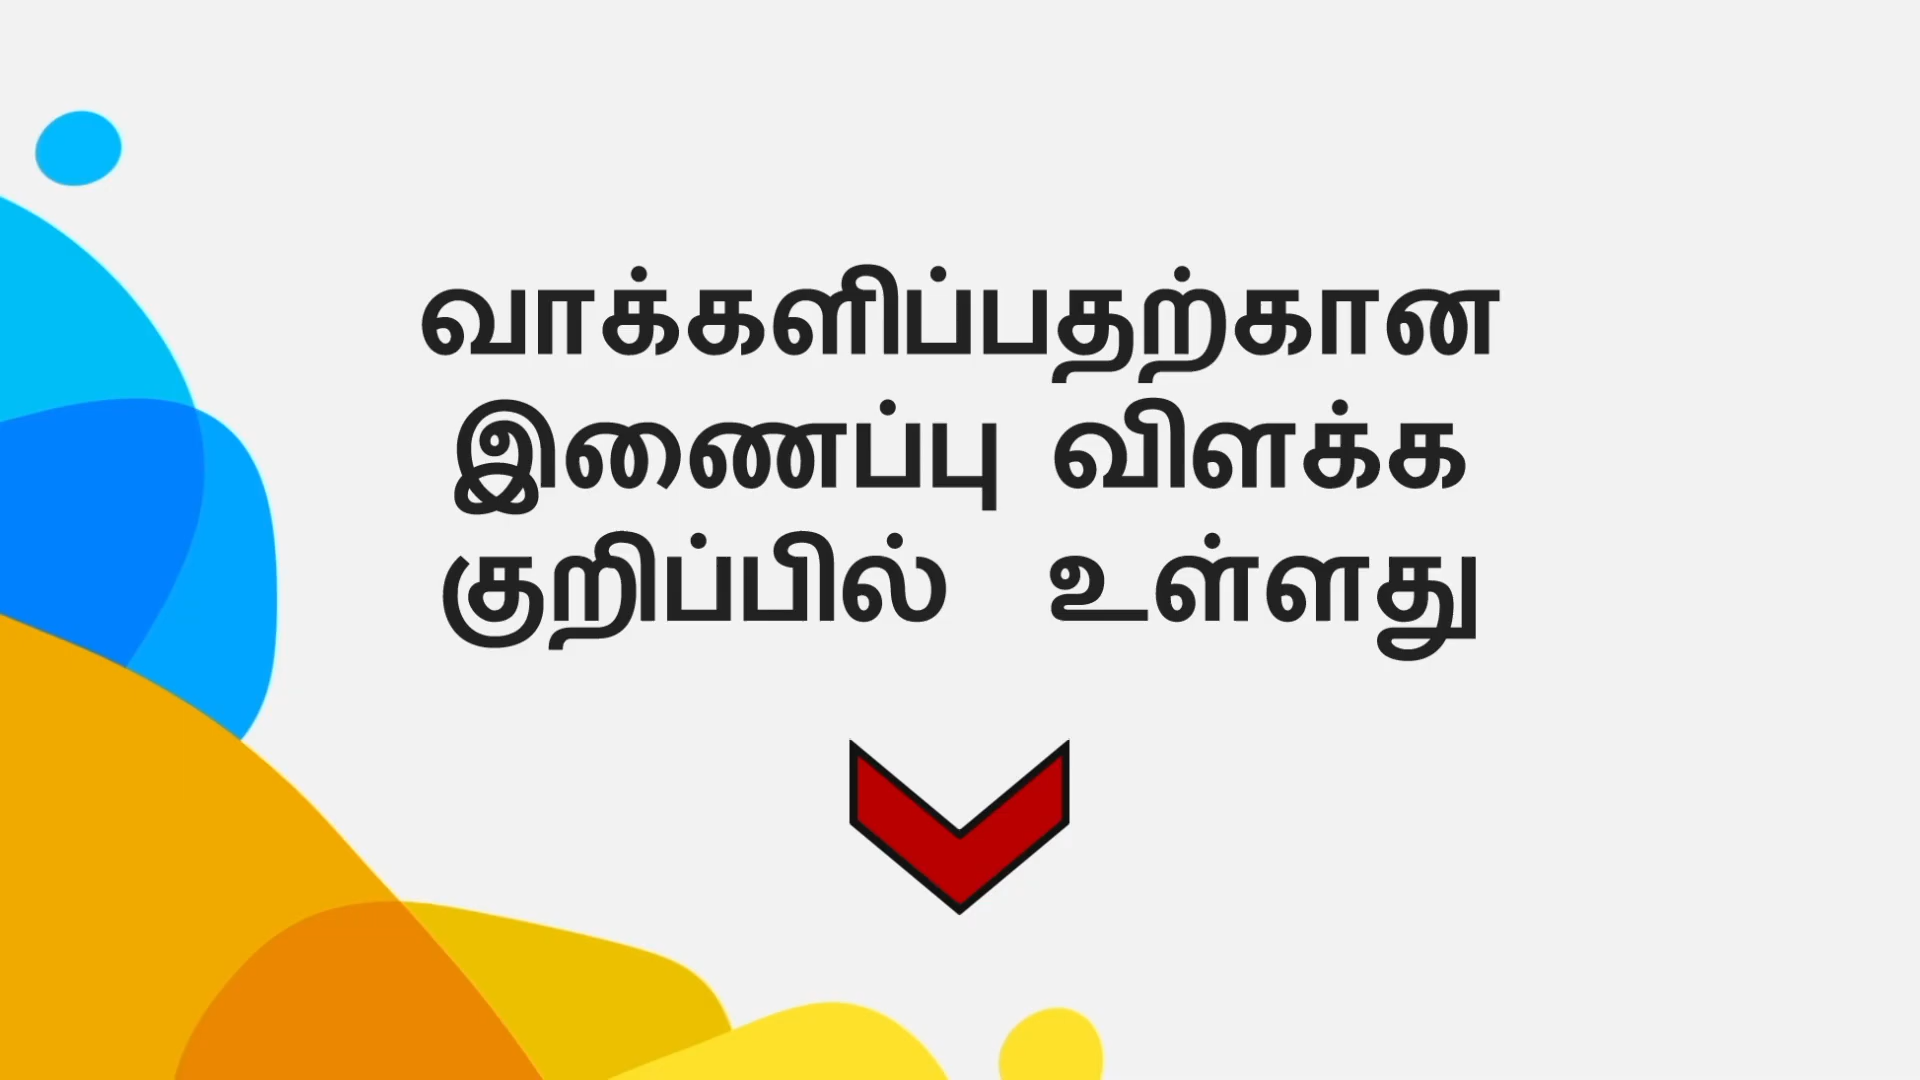 வாக்களிப்பதற்கான
இணைப்பு விளக்க
குறிப்பில் உள்ளது